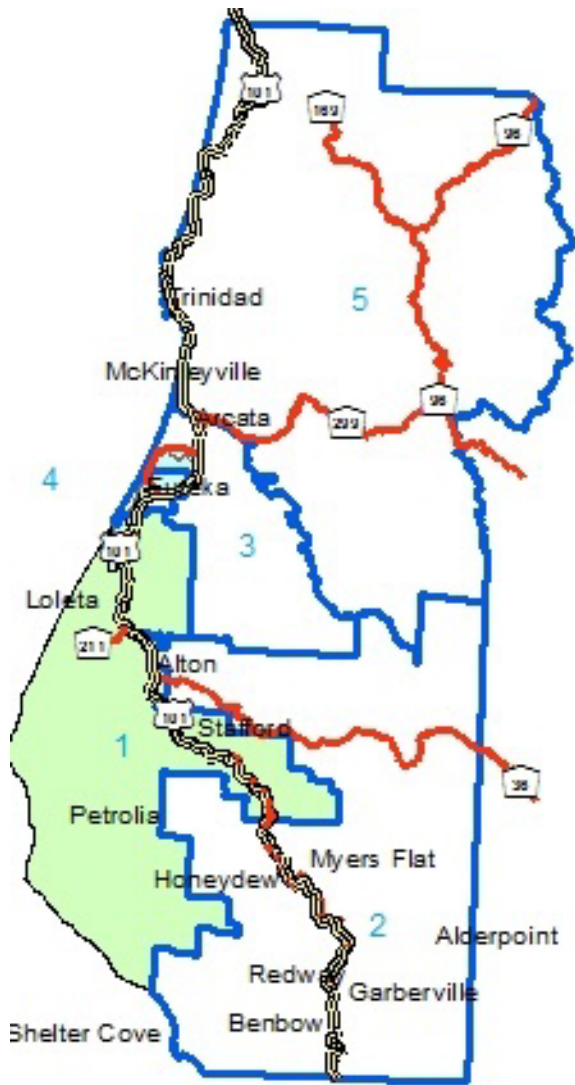 101
169
96
Trinidad
5
McKinleyville
96
Arcata
299
4
Eureka
3
101
Loleta
211
Alton
101
Stafford
1
36
Petrolia
Myers Flat
Honeydew
2
Alderpoint
Redway
Garberville
Benbow
Shelter Cove